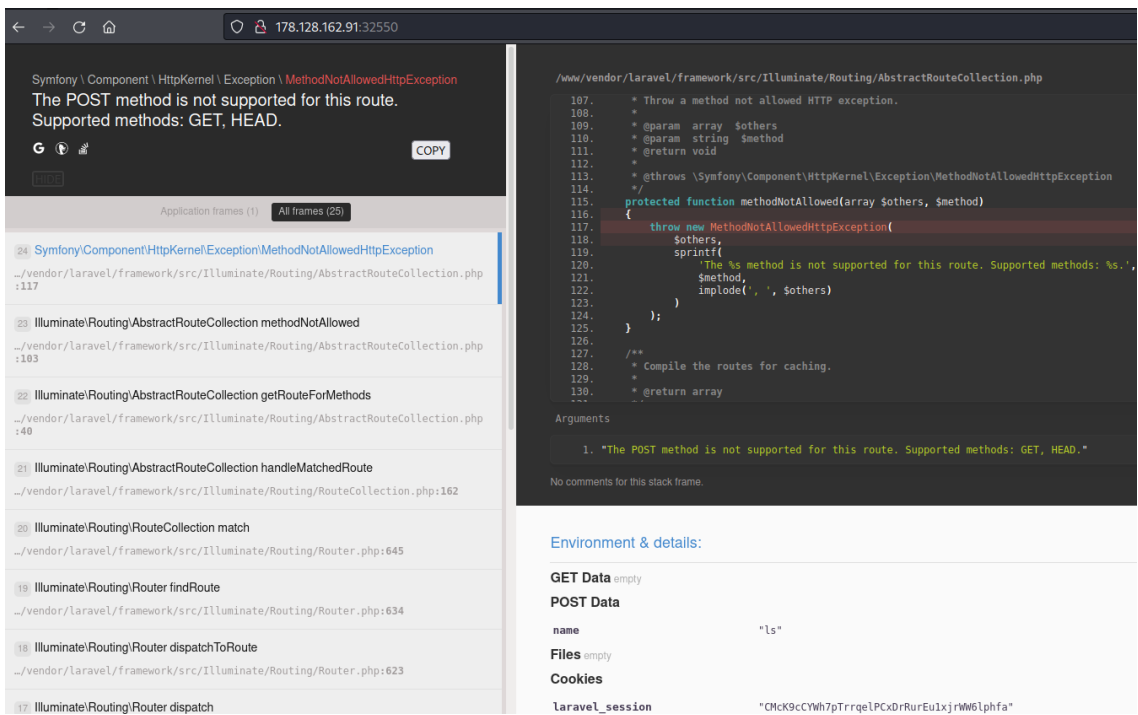 178.128.162.91:32550
Symfony \ Component \ HttpKernel \ Exception \ MethodNotAllowedHttpException
The POST method is not supported for this route.
Supported methods: GET, HEAD.
G
COPY
HIDE
Application frames (1) All frames (25)
24 Symfony\Component\HttpKernel\Exception\MethodNotAllowedHttpException
…/vendor/laravel/framework/src/Illuminate/Routing/AbstractRouteCollection.php
:117
23 Illuminate\Routing\AbstractRouteCollection methodNotAllowed
…/vendor/laravel/framework/src/Illuminate/Routing/AbstractRouteCollection.php
:103
22 Illuminate\Routing\AbstractRouteCollection getRouteForMethods
…/vendor/laravel/framework/src/Illuminate/Routing/AbstractRouteCollection.php
:40
21 Illuminate\Routing\AbstractRouteCollection handleMatchedRoute
…/vendor/laravel/framework/src/Illuminate/Routing/RouteCollection.php:162
20 Illuminate\Routing\RouteCollection match
…/vendor/laravel/framework/src/Illuminate/Routing/Router.php:645
19 Illuminate\Routing\Router findRoute
…/vendor/laravel/framework/src/Illuminate/Routing/Router.php:634
18 Illuminate\Routing\Router dispatchToRoute
…/vendor/laravel/framework/src/Illuminate/Routing/Router.php:623
17 Illuminate\Routing\Router dispatch
/www/vendor/laravel/framework/src/Illuminate/Routing/AbstractRouteCollection.php
107. * Throw a method not allowed HTTP exception.
108. *
109. * @param array $others
110. * @param string $method
111. * @return void
112. *
113. * @throws \Symfony\Component\HttpKernel\Exception\MethodNotAllowedHttpException
114. */
115. protected function methodNotAllowed(array $others, $method)
116. {
117. throw new MethodNotAllowedHttpException(
118. $others,
119. sprintf(
120. 'The %s method is not supported for this route. Supported methods: %s.',
121. $method,
122. implode(', ', $others)
123. )
124. );
125. }
126.
127. /**
128. * Compile the routes for caching.
129. *
130. * @return array
Arguments
1. "The POST method is not supported for this route. Supported methods: GET, HEAD."
No comments for this stack frame.
Environment & details:
GET Data empty
POST Data
name "ls"
Files empty
Cookies
laravel_session "CMcK9cCYWh7pTrrqelPCxDrRurEu1xjrWW6lphfa"